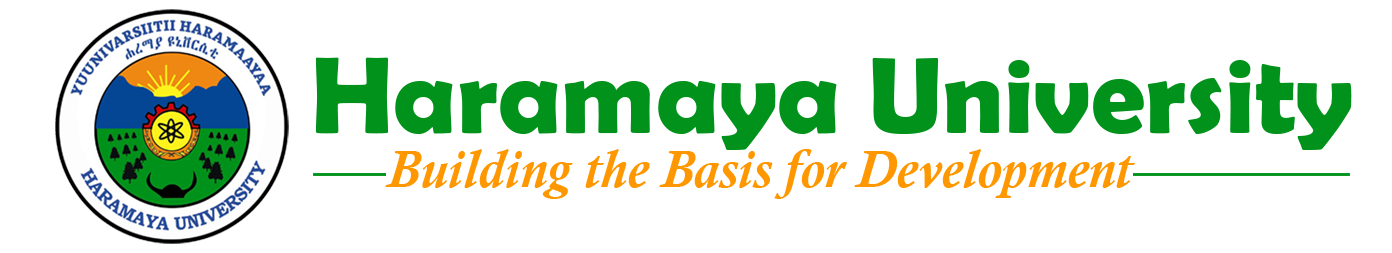 YUUNIVARSIITII HARAMAAYAA
ሐረማያ ዩኒቨርሲቲ
HARAMAYA UNIVERSITY
Haramaya University
Building the Basis for Development